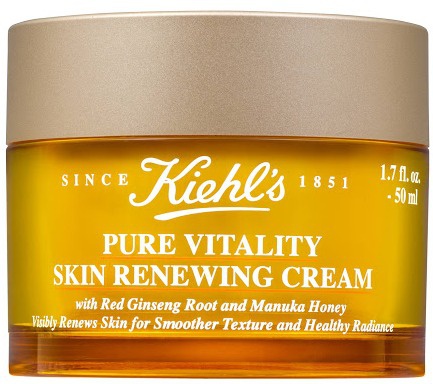 SINCE Kiehl's 1851
1.7 fl. oz.
- 50 ml
PURE VITALITY
SKIN RENEWING CREAM
with Red Ginseng Root and Manuka Honey
Visibly Renews Skin for Smoother Texture and Healthy Radiance